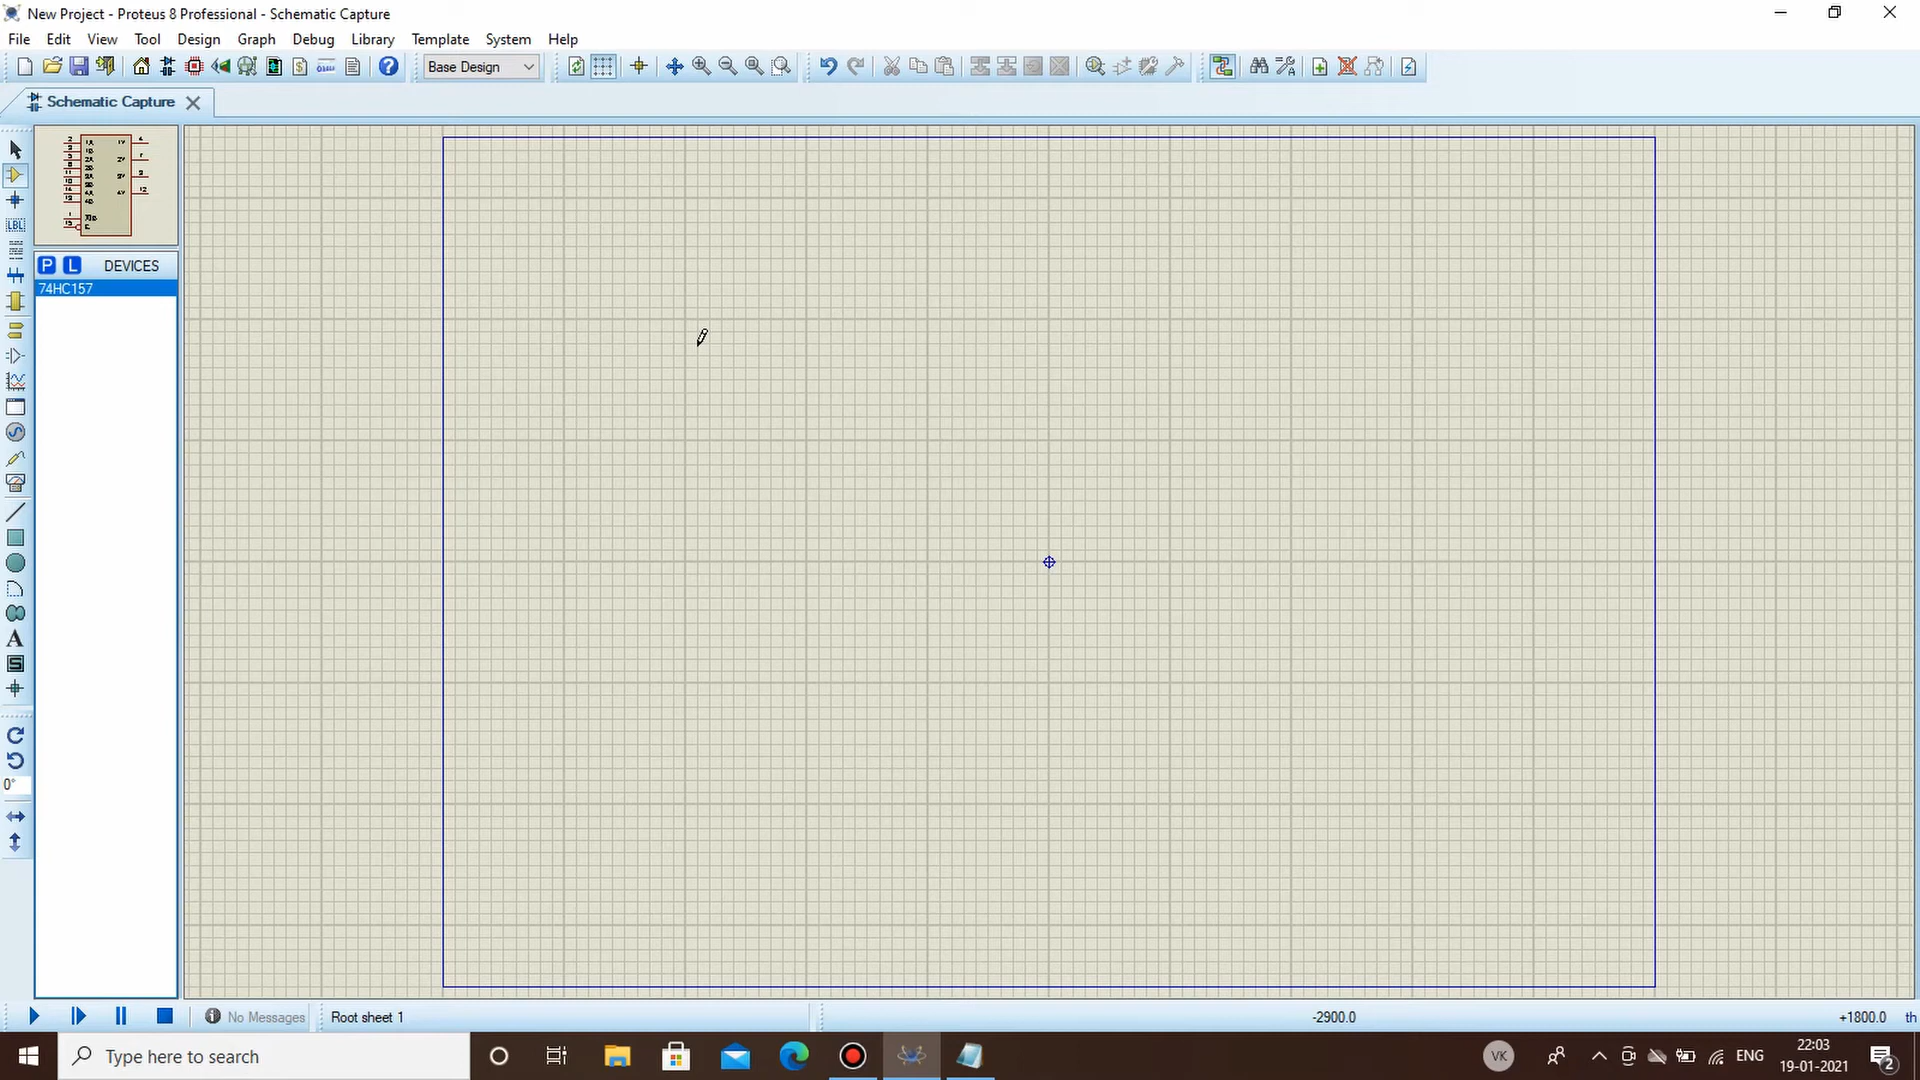 New Project - Proteus 8 Professional - Schematic Capture
File Edit View Tool Design Graph Debug Library Template System Help
Base Design
Schematic Capture
P L DEVICES
74HC157
LBL
A
S
0°
No Messages
Root sheet 1
-2900.0
+1800.0
th
Type here to search
VK
ENG
22:03
19-01-2021
2